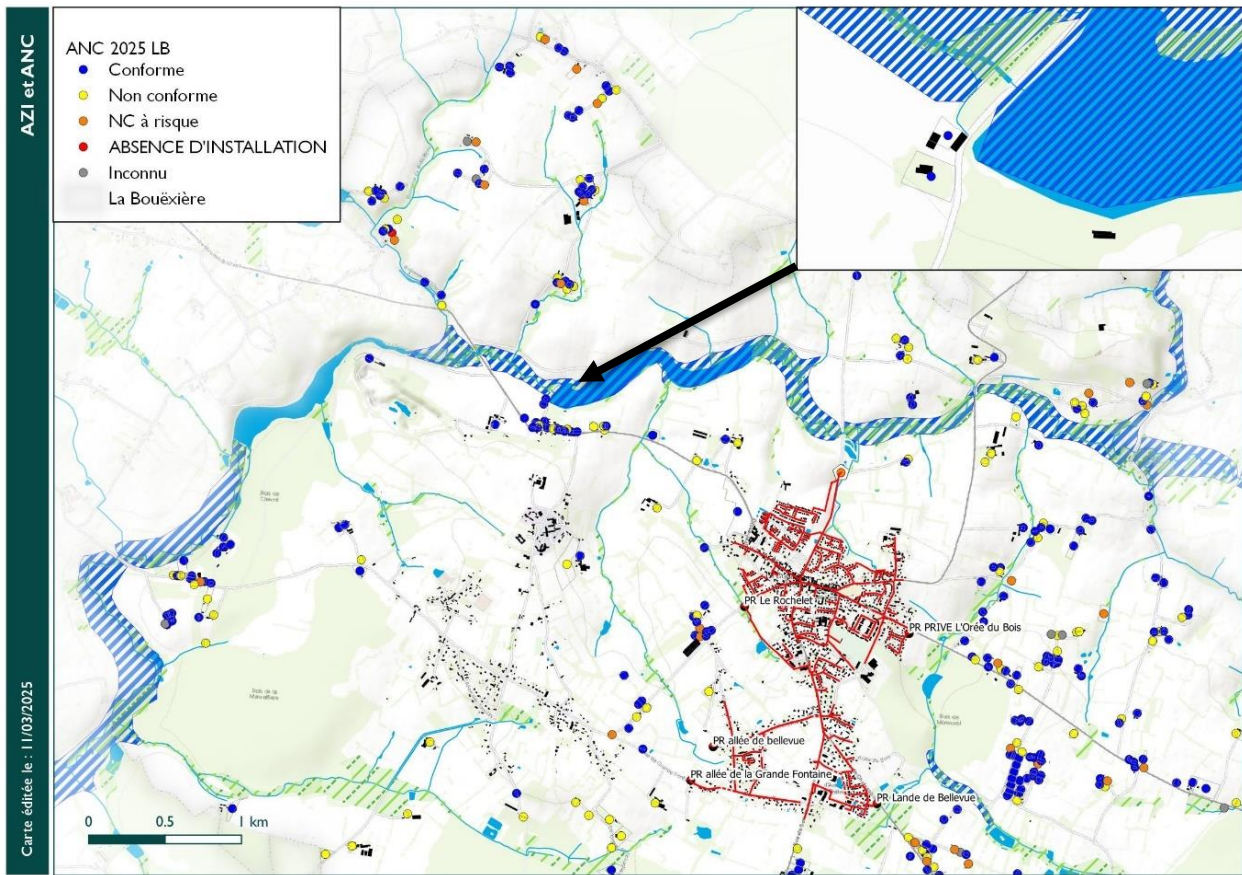 AZI et ANC
Carte éditée le : 11/03/2025
ANC 2025 LB
Conforme
Non conforme
NC à risque
ABSENCE D'INSTALLATION
Inconnu
La Bouëxière
PR Le Rochelet
PR PRIVE L'Orée du Bois
PR allée de bellevue
PR allée de la Grande Fontaine
PR Lande de Bellevue
0 0.5 1 km